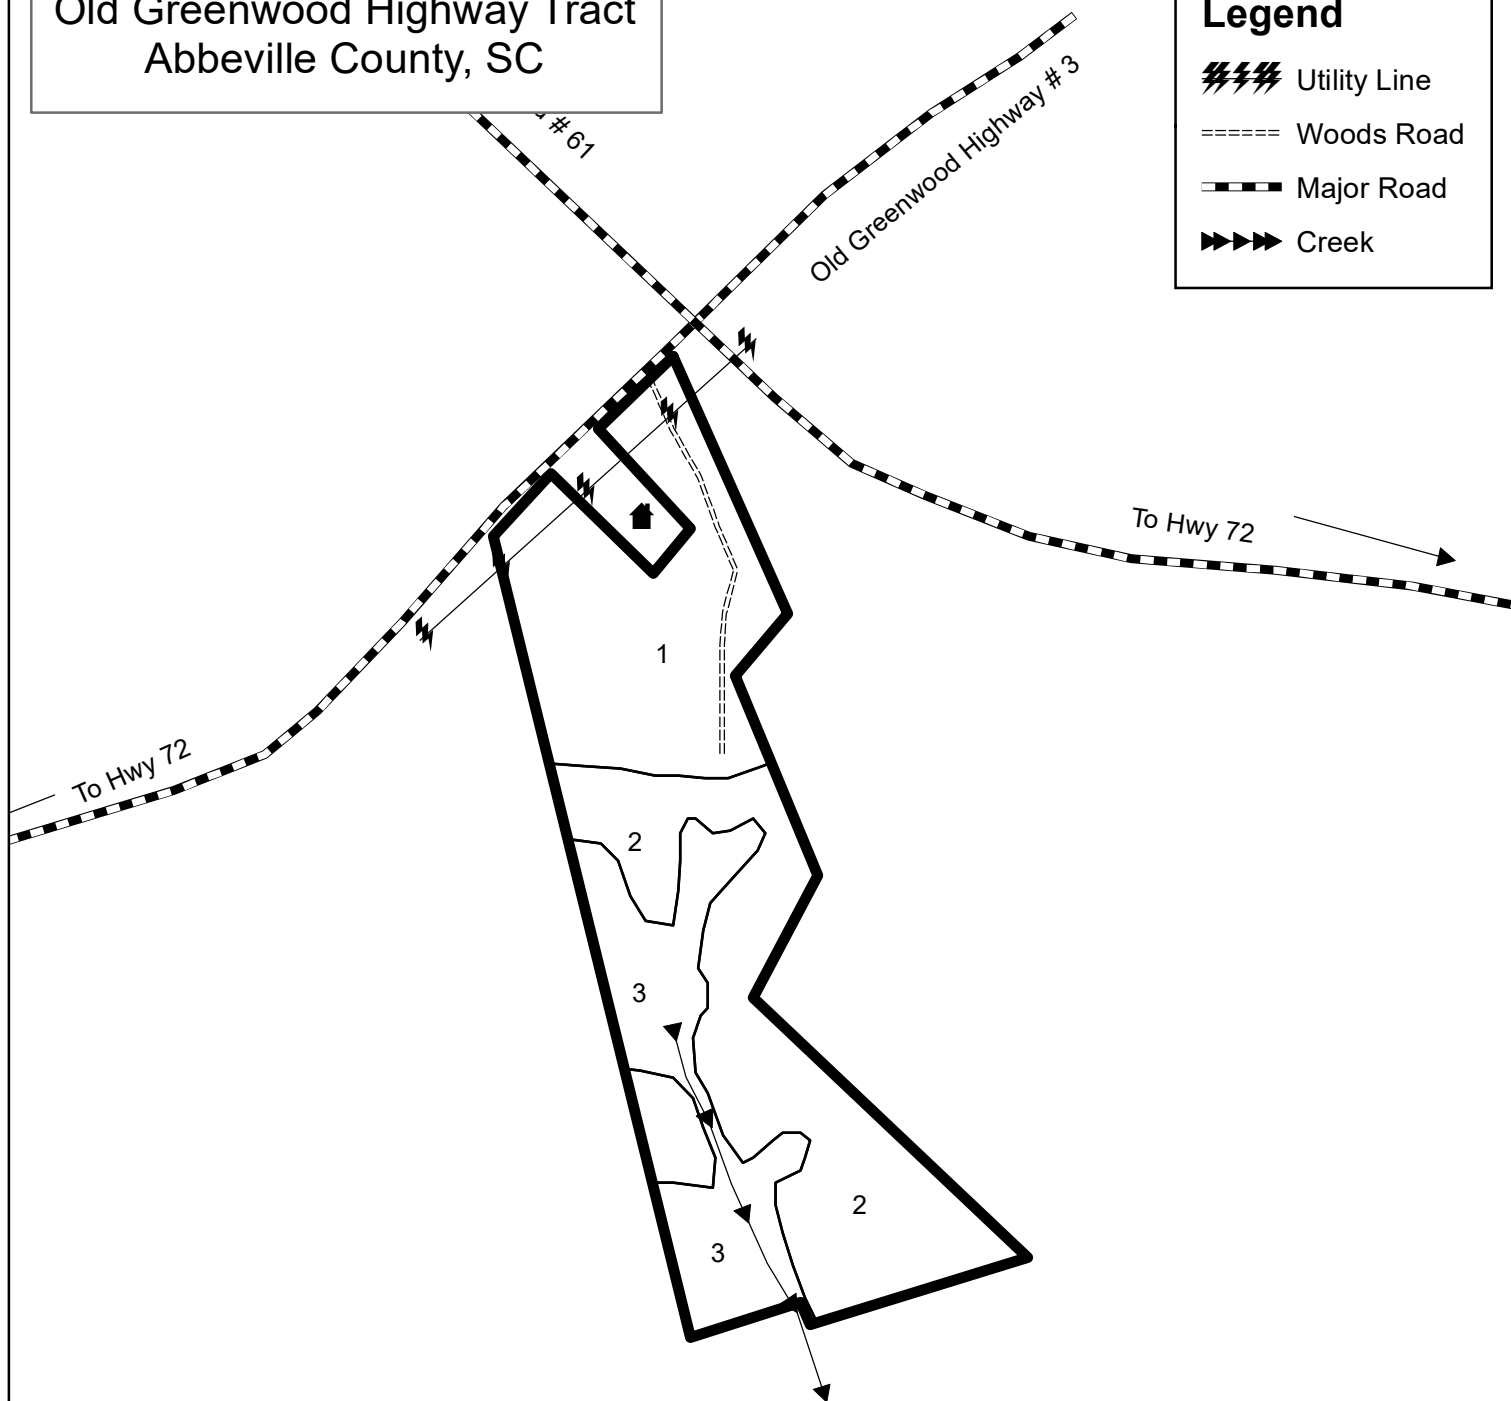 Old Greenwood Highway Tract
Abbeville County, SC
Legend
Utility Line
Woods Road
Major Road
Creek
# 61
Old Greenwood Highway # 3
To Hwy 72
To Hwy 72
1
2
3
2
3